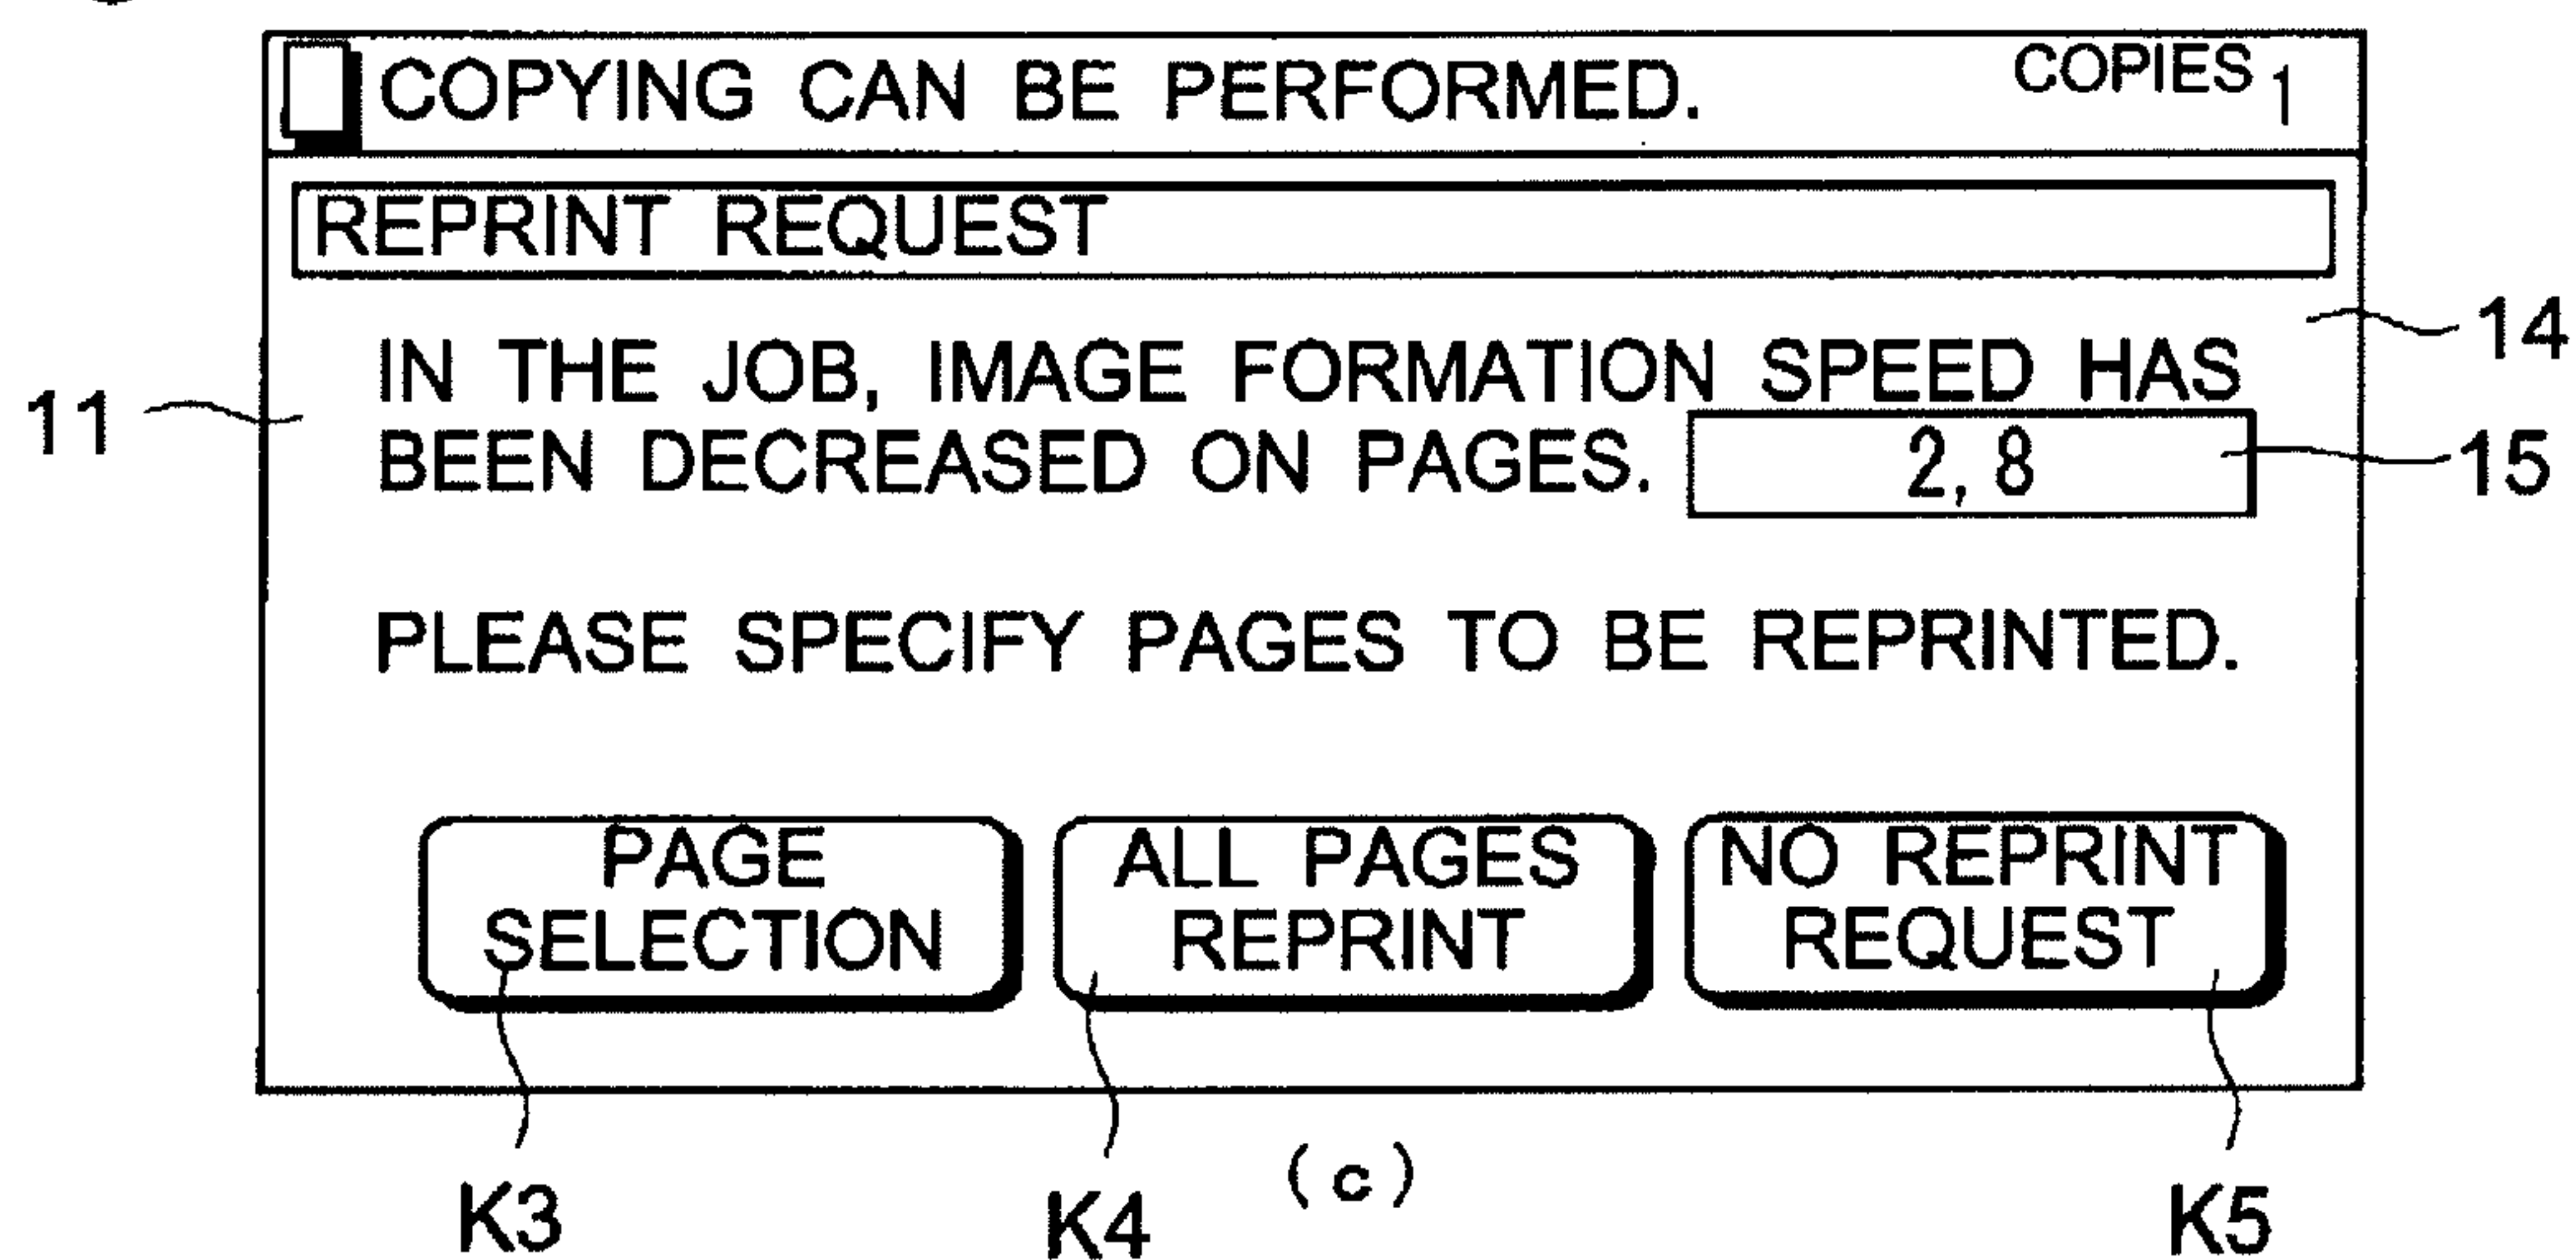 COPYING CAN BE PERFORMED. COPIES 1
REPRINT REQUEST
14
IN THE JOB, IMAGE FORMATION SPEED HAS
11
BEEN DECREASED ON PAGES. 2, 8
15
PLEASE SPECIFY PAGES TO BE REPRINTED.
PAGE
SELECTION
ALL PAGES
REPRINT
NO REPRINT
REQUEST
K3
K4
(c)
K5